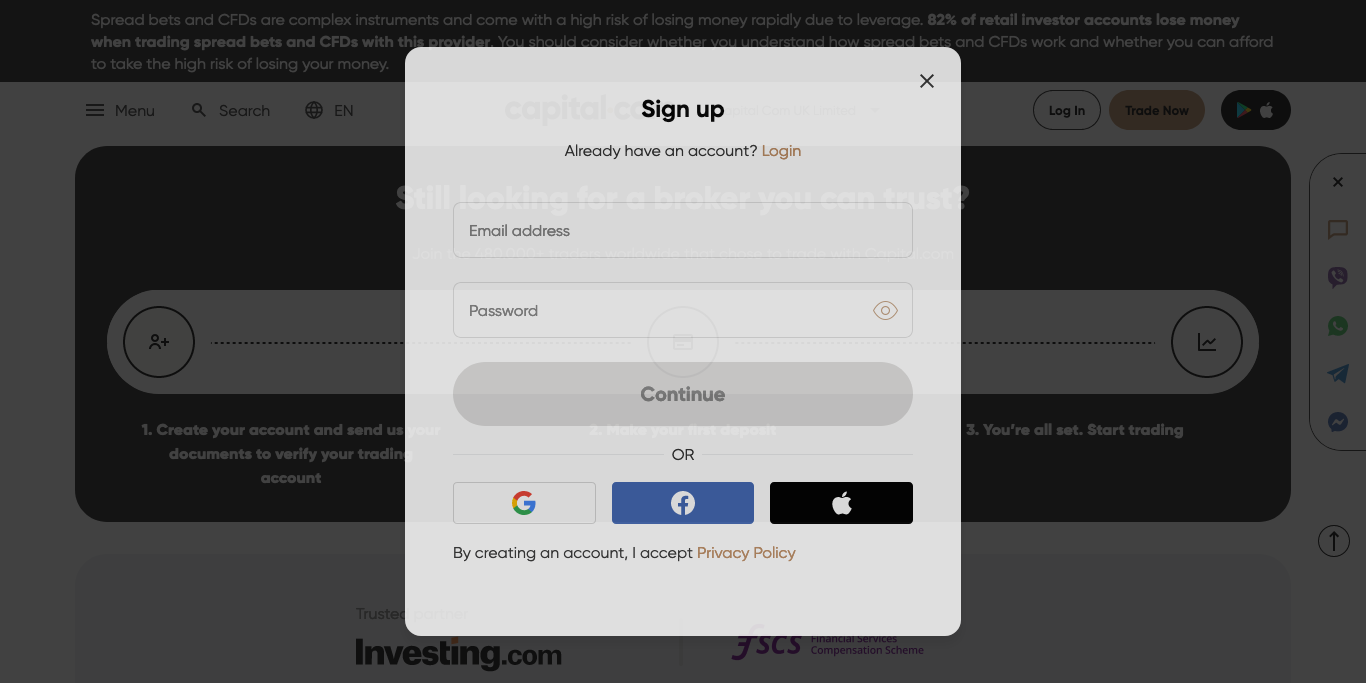 Spread bets and CFDs are complex instruments and come with a high risk of losing money rapidly due to leverage. 82% of retail investor accounts lose money
when trading spread bets and CFDs with this provider. You should consider whether you understand how spread bets and CFDs work and whether you can afford
to take the high risk of losing your money.
Menu
Search
EN
capital.co
Log In
Trade Now
Sign up
Already have an account? Login
Still looking for a broker you can trust?
Email address
Password
Continue
1. Create your account and send us your
documents to verify your trading
account
2. Make your first deposit
3. You’re all set. Start trading
OR
By creating an account, I accept Privacy Policy
Trusted partner
Investing.com
fscs
Financial Services
Compensation Scheme